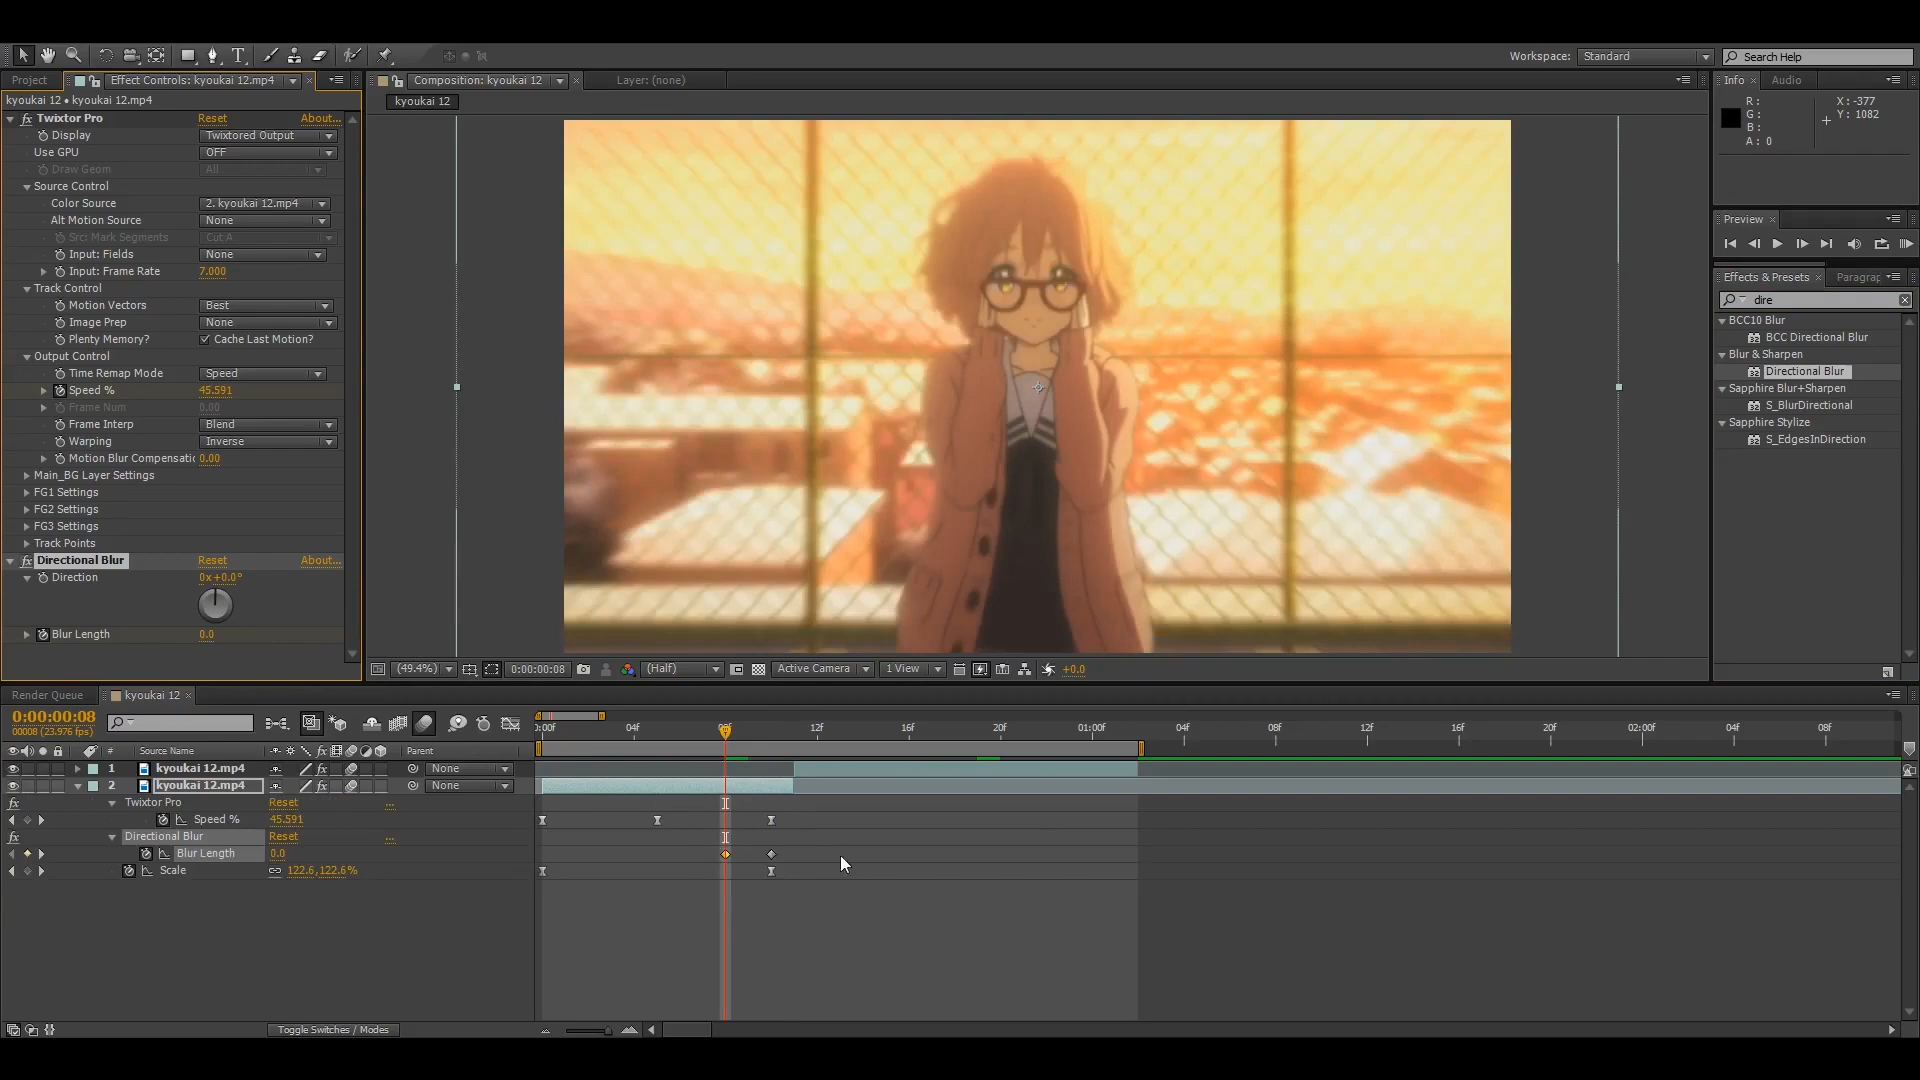 Workspace: Standard Search Help
Project Effect Controls: kyoukai 12.mp4 Composition: kyoukai 12 Layer: (none) Info Audio
kyoukai 12 • kyoukai 12.mp4 kyoukai 12
R: X: -377
G: Y: 1082
B:
A: 0
fx Twixtor Pro Reset About...
Display Twixtored Output
Use GPU OFF
Draw Geom All
Source Control
Color Source 2. kyoukai 12.mp4
Alt Motion Source None
Src: Mark Segments Cut A
Input: Fields None
Input: Frame Rate 7.000
Track Control
Motion Vectors Best
Image Prep None
Plenty Memory? Cache Last Motion?
Output Control
Time Remap Mode Speed
Speed % 45.591
Frame Num 0.00
Frame Interp Blend
Warping Inverse
Motion Blur Compensatic 0.00
Main_BG Layer Settings
FG1 Settings
FG2 Settings
FG3 Settings
Track Points
fx Directional Blur Reset About...
Direction 0x+0.0°
Blur Length 0.0
Preview
Effects & Presets Paragrap
dire
BCC10 Blur
BCC Directional Blur
Blur & Sharpen
Directional Blur
Sapphire Blur+Sharpen
S_BlurDirectional
Sapphire Stylize
S_EdgesInDirection
(49.4%) 0:00:00:08 (Half) Active Camera 1 View +0.0
Render Queue kyoukai 12
0:00:00:08
00008 (23.976 fps)
0:00f 04f 08f 12f 16f 20f 01:00f 04f 08f 12f 16f 20f 02:00f 04f 08f
# Source Name fx Parent
1 kyoukai 12.mp4 fx None
2 kyoukai 12.mp4 fx None
fx Twixtor Pro Reset ...
Speed % 45.591
fx Directional Blur Reset ...
Blur Length 0.0
Scale 122.6,122.6%
Toggle Switches / Modes